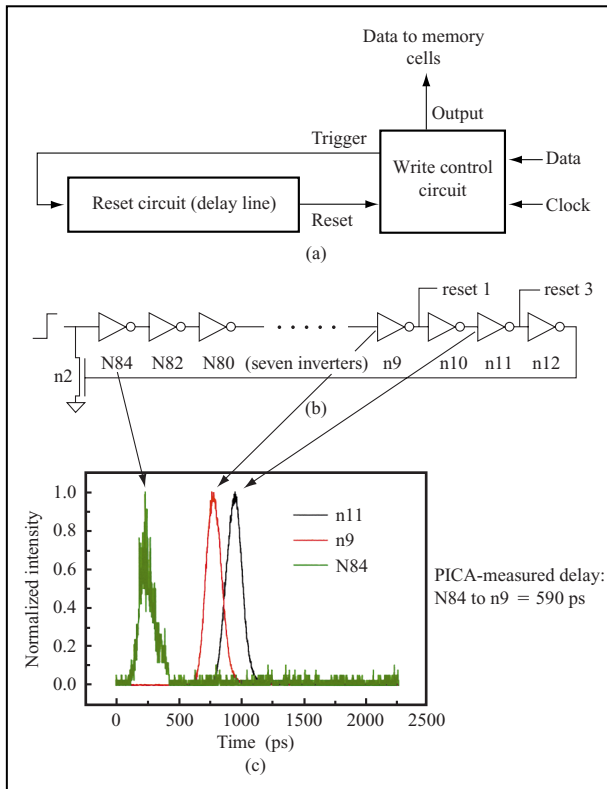 Data to memory
cells
Output
Trigger
Write control
circuit
Data
Clock
Reset circuit (delay line)
Reset
(a)
reset 1
reset 3
n2
N84
N82
N80
(seven inverters)
n9
n10
n11
n12
(b)
1.0
0.8
0.6
0.4
0.2
0.0
Normalized intensity
n11
n9
N84
PICA-measured delay:
N84 to n9 = 590 ps
0
500
1000
1500
2000
2500
Time (ps)
(c)